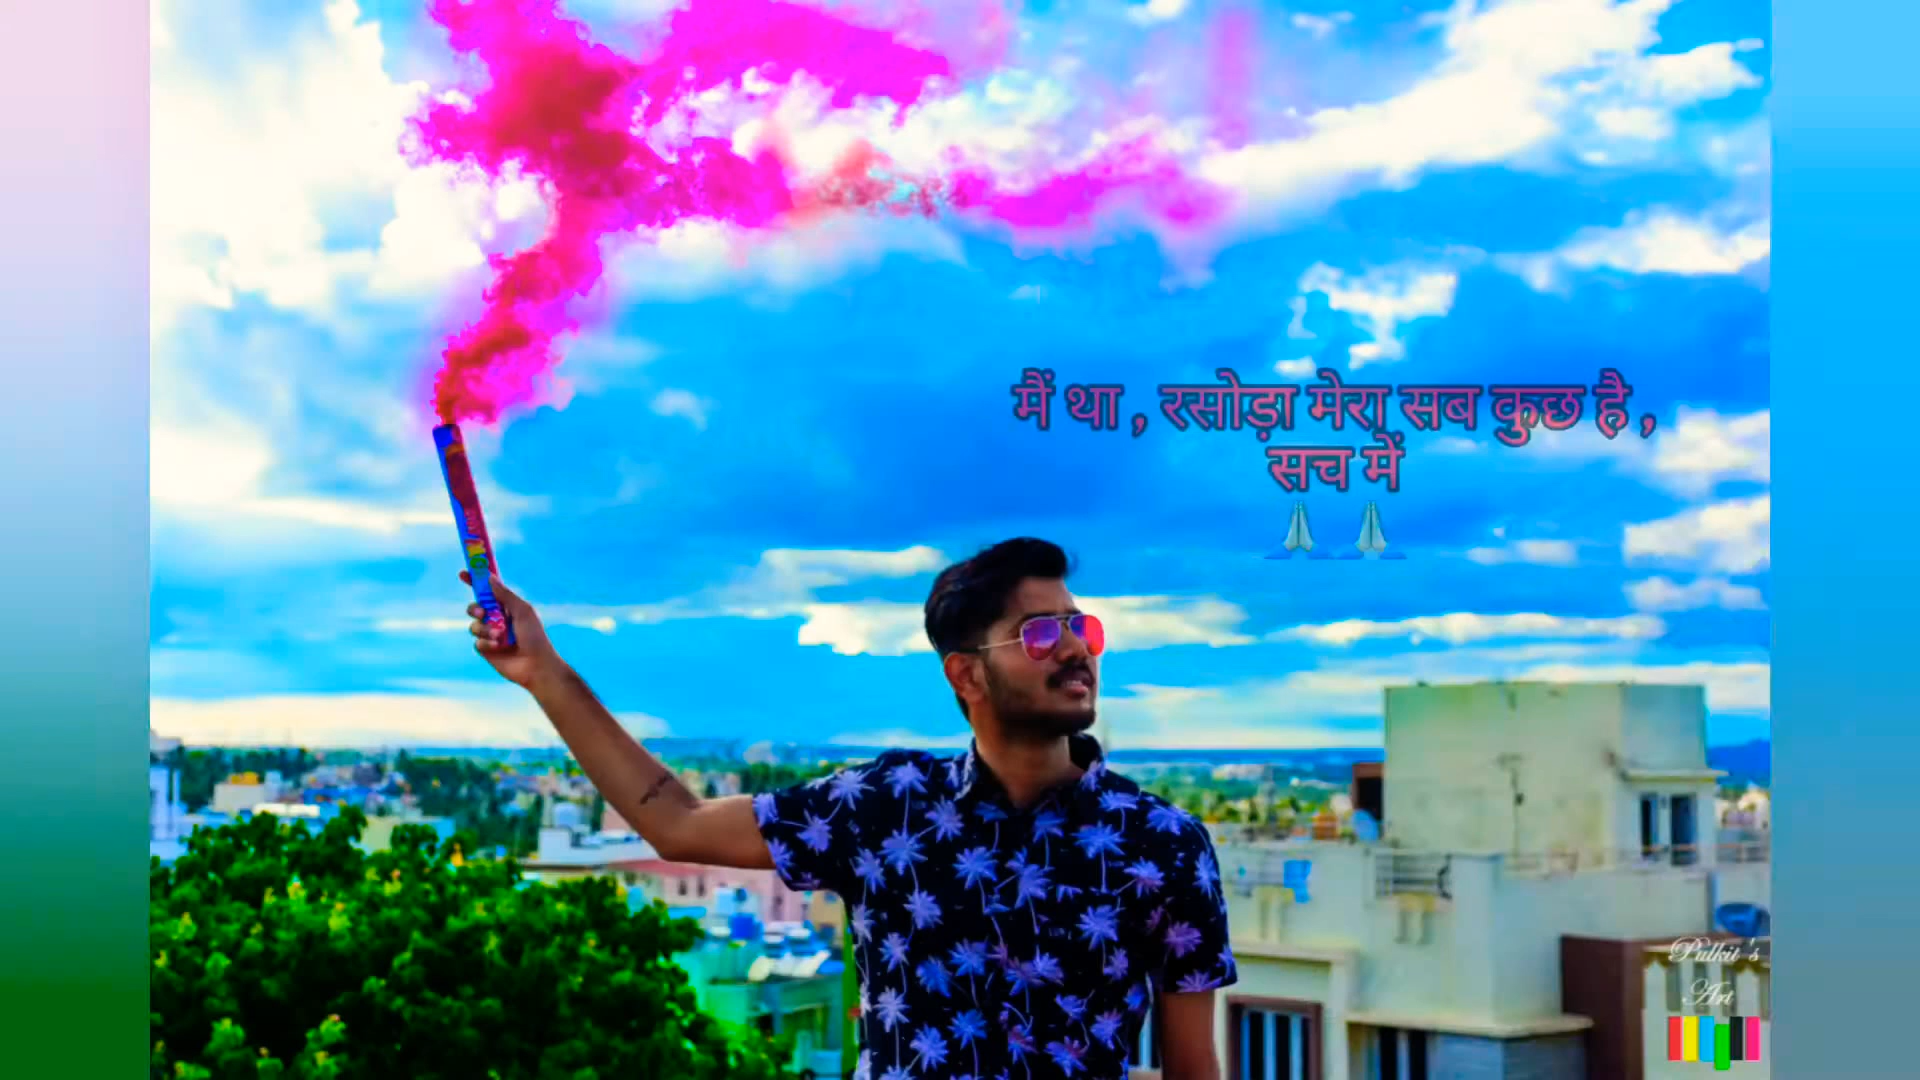 मैं था , रसोड़ा मेरा सब कुछ है ,
सच में
🙏🏻 🙏🏻
Pulkit 's
Art